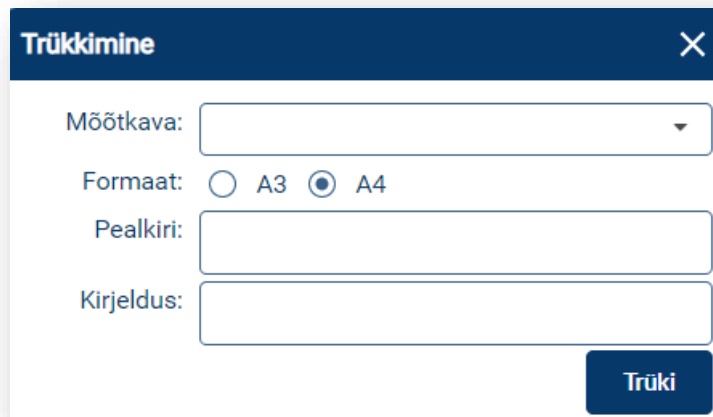 Trükkimine
Mõõtkava:
Formaat: A3 A4
Pealkiri:
Kirjeldus:
Trüki